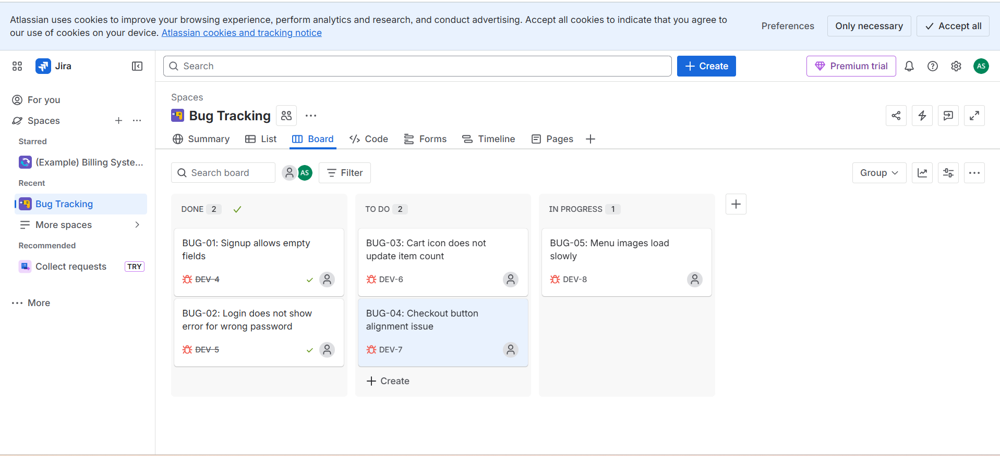 Atlassian uses cookies to improve your browsing experience, perform analytics and research, and conduct advertising. Accept all cookies to indicate that you agree to
our use of cookies on your device. Atlassian cookies and tracking notice
Preferences
Only necessary
Accept all
Jira
Search
Create
Premium trial
AS
For you
Spaces
Starred
(Example) Billing Syste...
Recent
Bug Tracking
More spaces
Recommended
Collect requests
TRY
More
Spaces
Bug Tracking
Summary
List
Board
Code
Forms
Timeline
Pages
Search board
AS
Filter
Group
DONE 2
BUG-01: Signup allows empty
fields
DEV-4
BUG-02: Login does not show
error for wrong password
DEV-5
TO DO 2
BUG-03: Cart icon does not
update item count
DEV-6
BUG-04: Checkout button
alignment issue
DEV-7
Create
IN PROGRESS 1
BUG-05: Menu images load
slowly
DEV-8